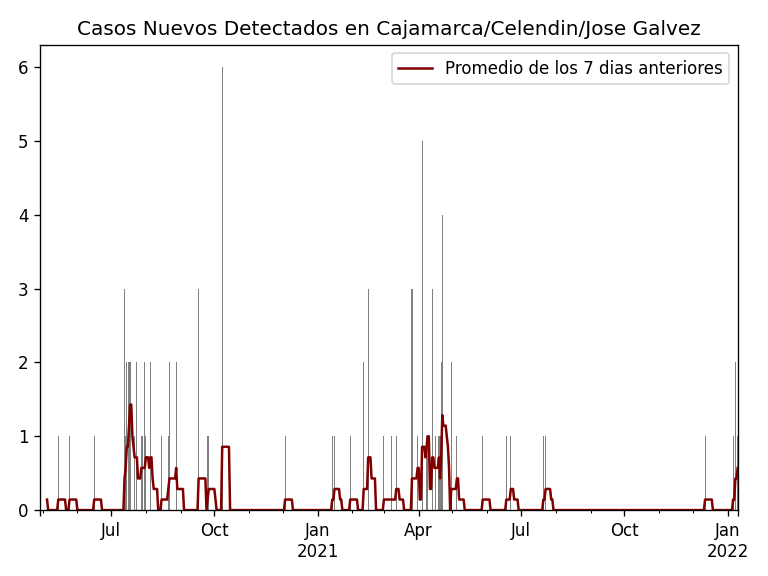 Casos Nuevos Detectados en Cajamarca/Celendin/Jose Galvez
Promedio de los 7 dias anteriores
6
5
4
3
2
1
0
Jul
Oct
Jan
2021
Apr
Jul
Oct
Jan
2022